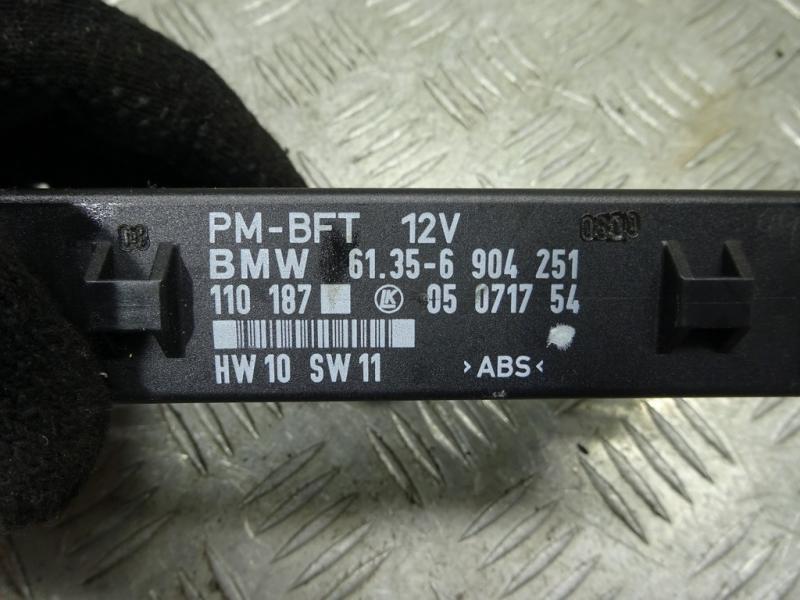 PM-BFT 12V
BMW 61.35-6 904 251
110 187 LK 05 0717 54
HW 10 SW 11 >ABS<